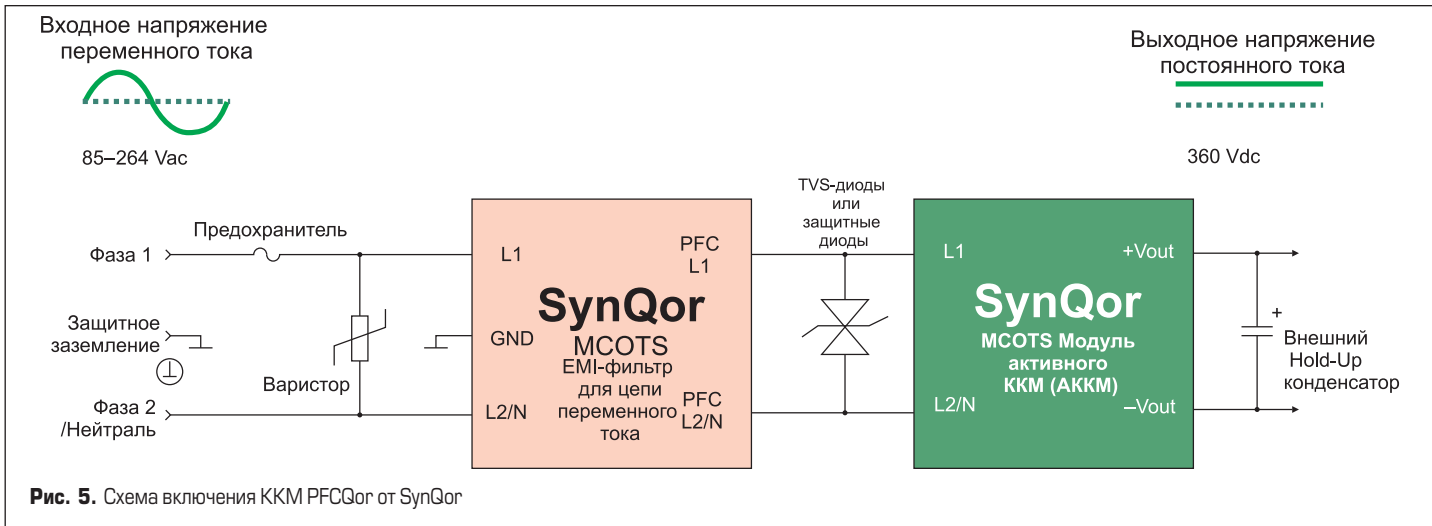 Входное напряжение
переменного тока
85–264 Vac
Выходное напряжение
постоянного тока
360 Vdc
Фаза 1
Предохранитель
Защитное
заземление
Варистор
Фаза 2
/Нейтраль
L1
PFC
L1
SynQor
MCOTS
GND
EMI-фильтр
для цепи
переменного
тока
L2/N
PFC
L2/N
TVS-диоды
или
защитные
диоды
L1
+Vout
SynQor
MCOTS Модуль
активного
ККМ (АККМ)
L2/N
–Vout
+
Внешний
Hold-Up
конденсатор
Рис. 5. Схема включения ККМ PFCQor от SynQor